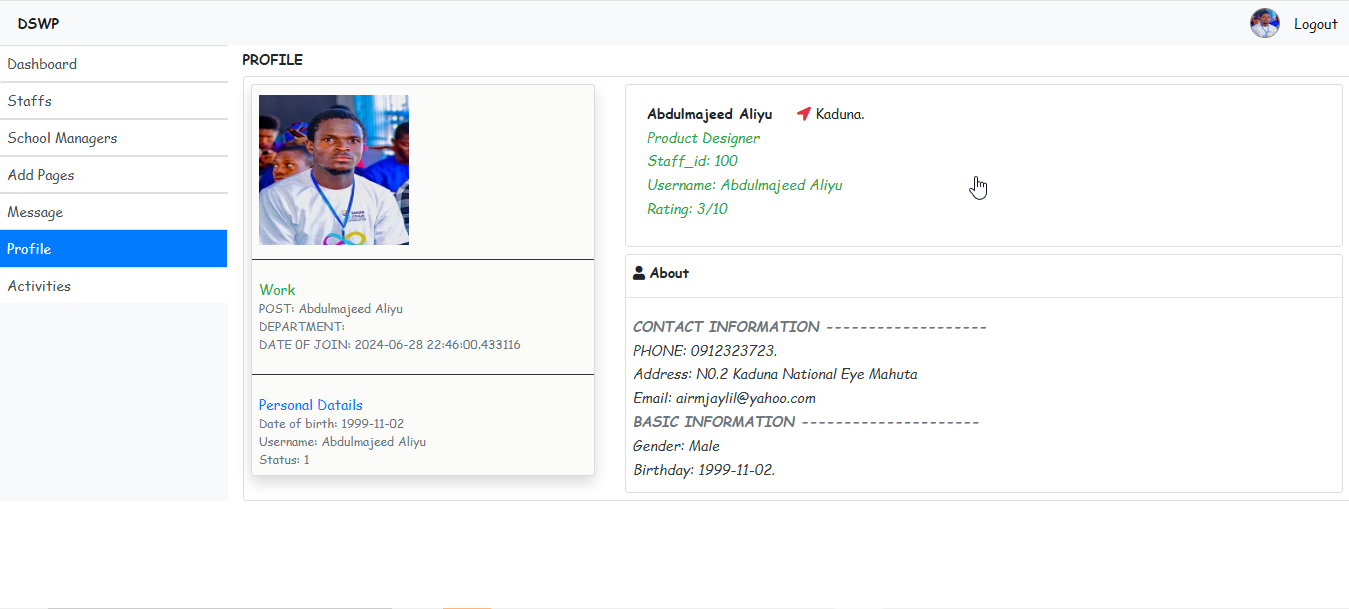 DSWP
Logout
Dashboard
Staffs
School Managers
Add Pages
Message
Profile
Activities
PROFILE
Work
POST: Abdulmajeed Aliyu
DEPARTMENT:
DATE OF JOIN: 2024-06-28 22:46:00.433116
Personal Datails
Date of birth: 1999-11-02
Username: Abdulmajeed Aliyu
Status: 1
Abdulmajeed Aliyu Kaduna.
Product Designer
Staff_id: 100
Username: Abdulmajeed Aliyu
Rating: 3/10
About
CONTACT INFORMATION -------------------
PHONE: 0912323723.
Address: N0.2 Kaduna National Eye Mahuta
Email: airmjaylil@yahoo.com
BASIC INFORMATION ---------------------
Gender: Male
Birthday: 1999-11-02.